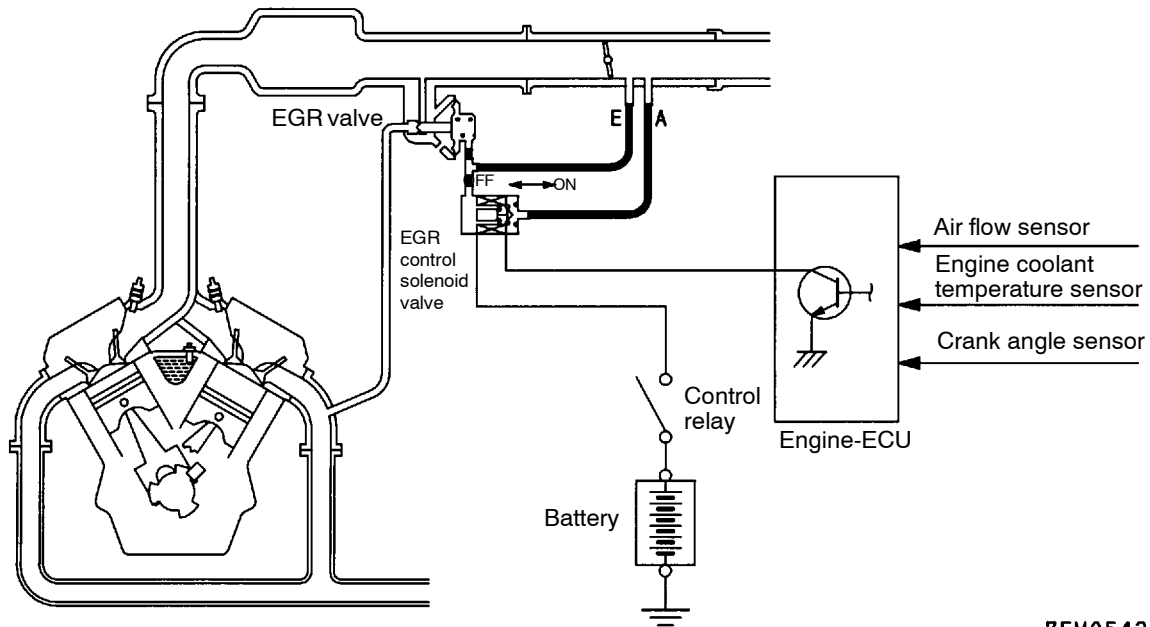 EGR valve
E A
FF ON
EGR
control
solenoid
valve
Air flow sensor
Engine coolant
temperature sensor
Crank angle sensor
Control
relay
Engine-ECU
Battery